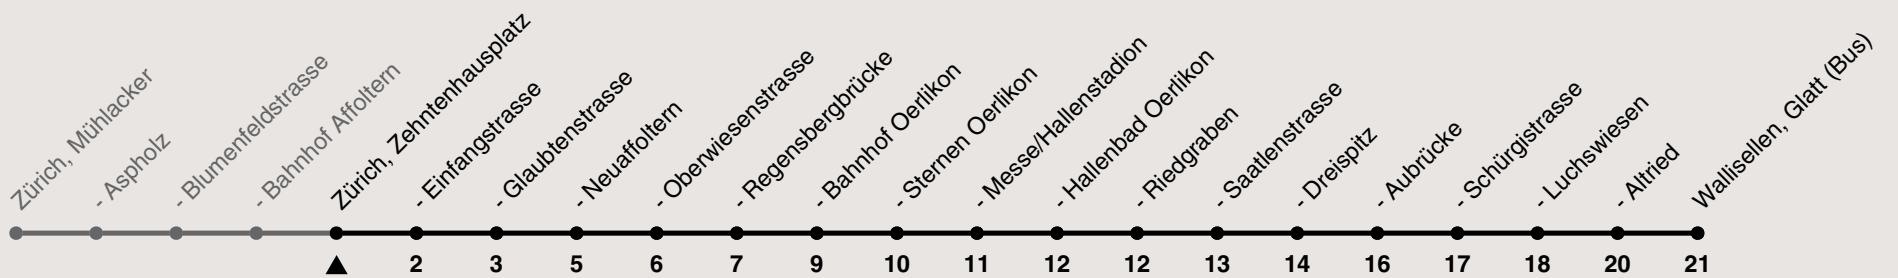 Zürich, Mühlacker
- Aspholz
- Blumenfeldstrasse
- Bahnhof Affoltern
Zürich, Zehntenhausplatz
- Einfangstrasse
- Glaubtenstrasse
- Neuaffoltern
- Oberwiesenstrasse
- Regensbergbrücke
- Bahnhof Oerlikon
- Sternen Oerlikon
- Messe/Hallenstadion
- Hallenbad Oerlikon
- Riedgraben
- Saatlenstrasse
- Dreispitz
- Aubrücke
- Schürgistrasse
- Luchswiesen
- Altried
Wallisellen, Glatt (Bus)
2 3 5 6 7 9 10 11 12 12 13 14 16 17 18 20 21